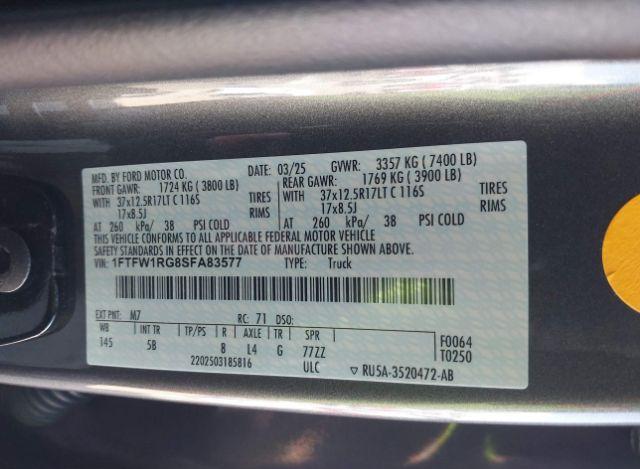 MFD. BY FORD MOTOR CO.
DATE: 03/25 GVWR: 3357 KG ( 7400 LB)
FRONT GAWR: 1724 KG ( 3800 LB) REAR GAWR: 1769 KG ( 3900 LB)
WITH 37x12.5R17LT C 116S TIRES WITH 37x12.5R17LT C 116S TIRES
17x8.5J RIMS 17x8.5J RIMS
AT 260 kPa/ 38 PSI COLD AT 260 kPa/ 38 PSI COLD
THIS VEHICLE CONFORMS TO ALL APPLICABLE FEDERAL MOTOR VEHICLE
SAFETY STANDARDS IN EFFECT ON THE DATE OF MANUFACTURE SHOWN ABOVE.
VIN: 1FTFW1RG8SFA83577 TYPE: Truck
EXT PNT: M7 RC: 71 DSO:
WB INT TR TP/PS R AXLE TR SPR F0064
145 5B 8 L4 G 77ZZ T0250
2202503185816 ULC ▽ RU5A-3520472-AB